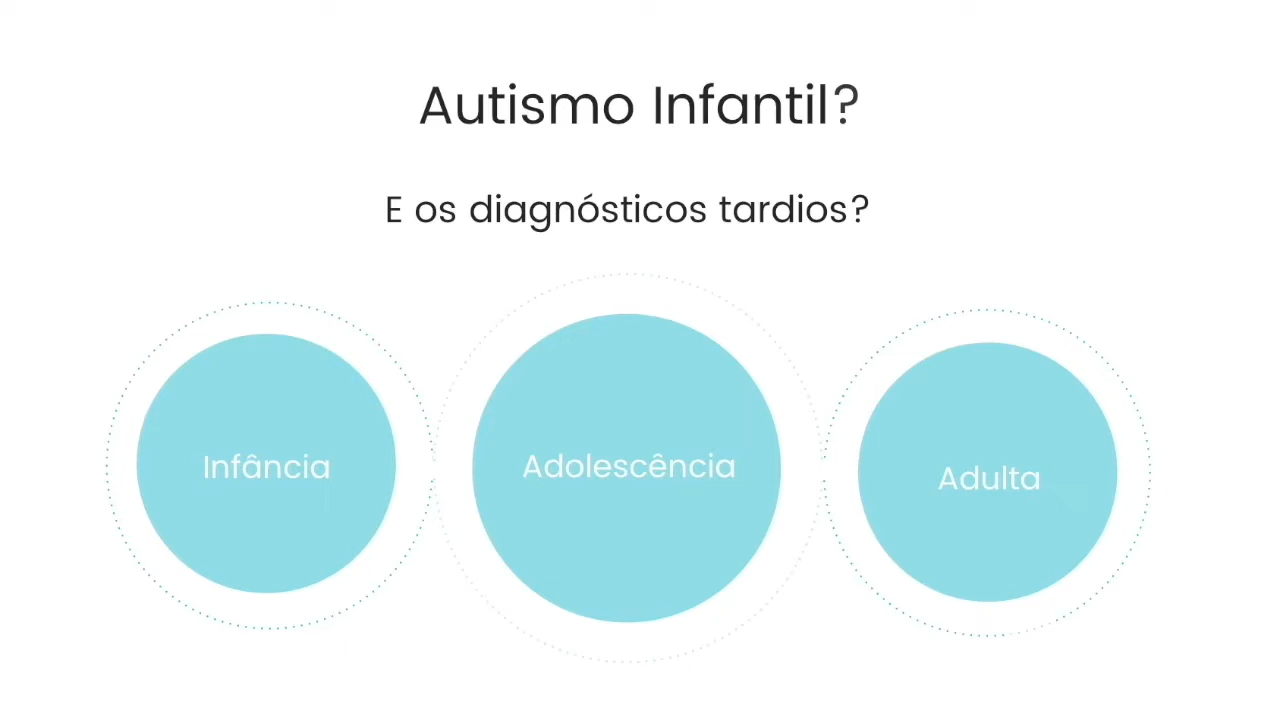 Autismo Infantil?
E os diagnósticos tardios?
Infância
Adolescência
Adulta